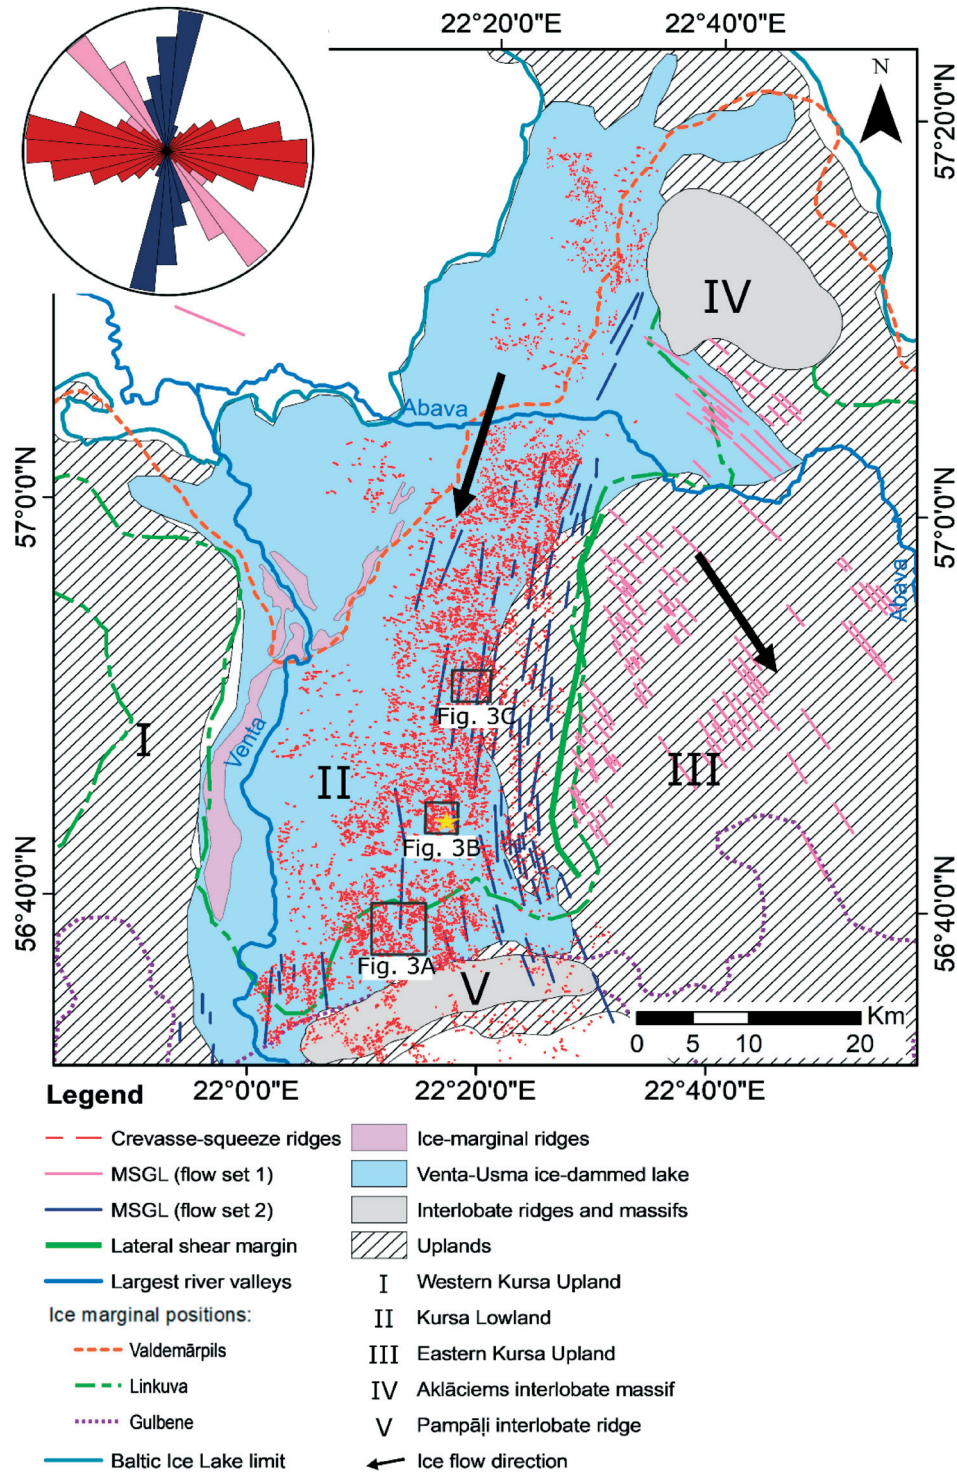 22°20'0"E 22°40'0"E
N
57°20'0"N
57°20'0"N
IV
Abava
57°0'0"N
57°0'0"N
Abava
Fig. 3C
I
Venta
II
III
Fig. 3B
56°40'0"N
56°40'0"N
Fig. 3A
V
Km
0 5 10 20
22°0'0"E 22°20'0"E 22°40'0"E
Legend
Crevasse-squeeze ridges
MSGL (flow set 1)
MSGL (flow set 2)
Lateral shear margin
Largest river valleys
Ice marginal positions:
Valdemārpils
Linkuva
Gulbene
Baltic Ice Lake limit
Ice-marginal ridges
Venta-Usma ice-dammed lake
Interlobate ridges and massifs
Uplands
I Western Kursa Upland
II Kursa Lowland
III Eastern Kursa Upland
IV Aklāciems interlobate massif
V Pampāļi interlobate ridge
Ice flow direction